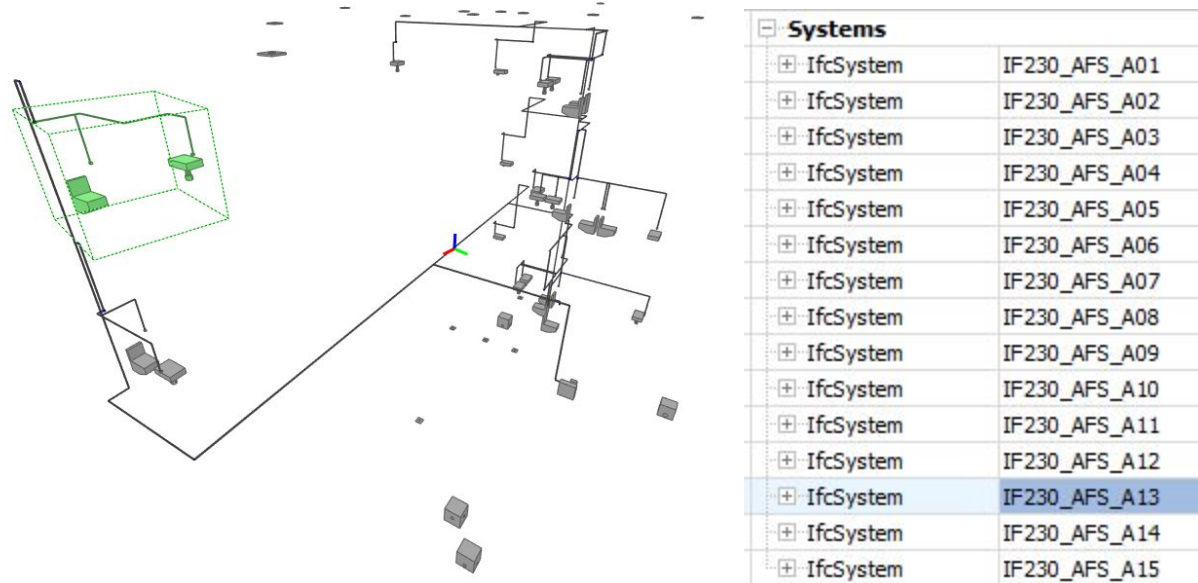 Systems
IfcSystem IF230_AFS_A01
IfcSystem IF230_AFS_A02
IfcSystem IF230_AFS_A03
IfcSystem IF230_AFS_A04
IfcSystem IF230_AFS_A05
IfcSystem IF230_AFS_A06
IfcSystem IF230_AFS_A07
IfcSystem IF230_AFS_A08
IfcSystem IF230_AFS_A09
IfcSystem IF230_AFS_A10
IfcSystem IF230_AFS_A11
IfcSystem IF230_AFS_A12
IfcSystem IF230_AFS_A13
IfcSystem IF230_AFS_A14
IfcSystem IF230_AFS_A15